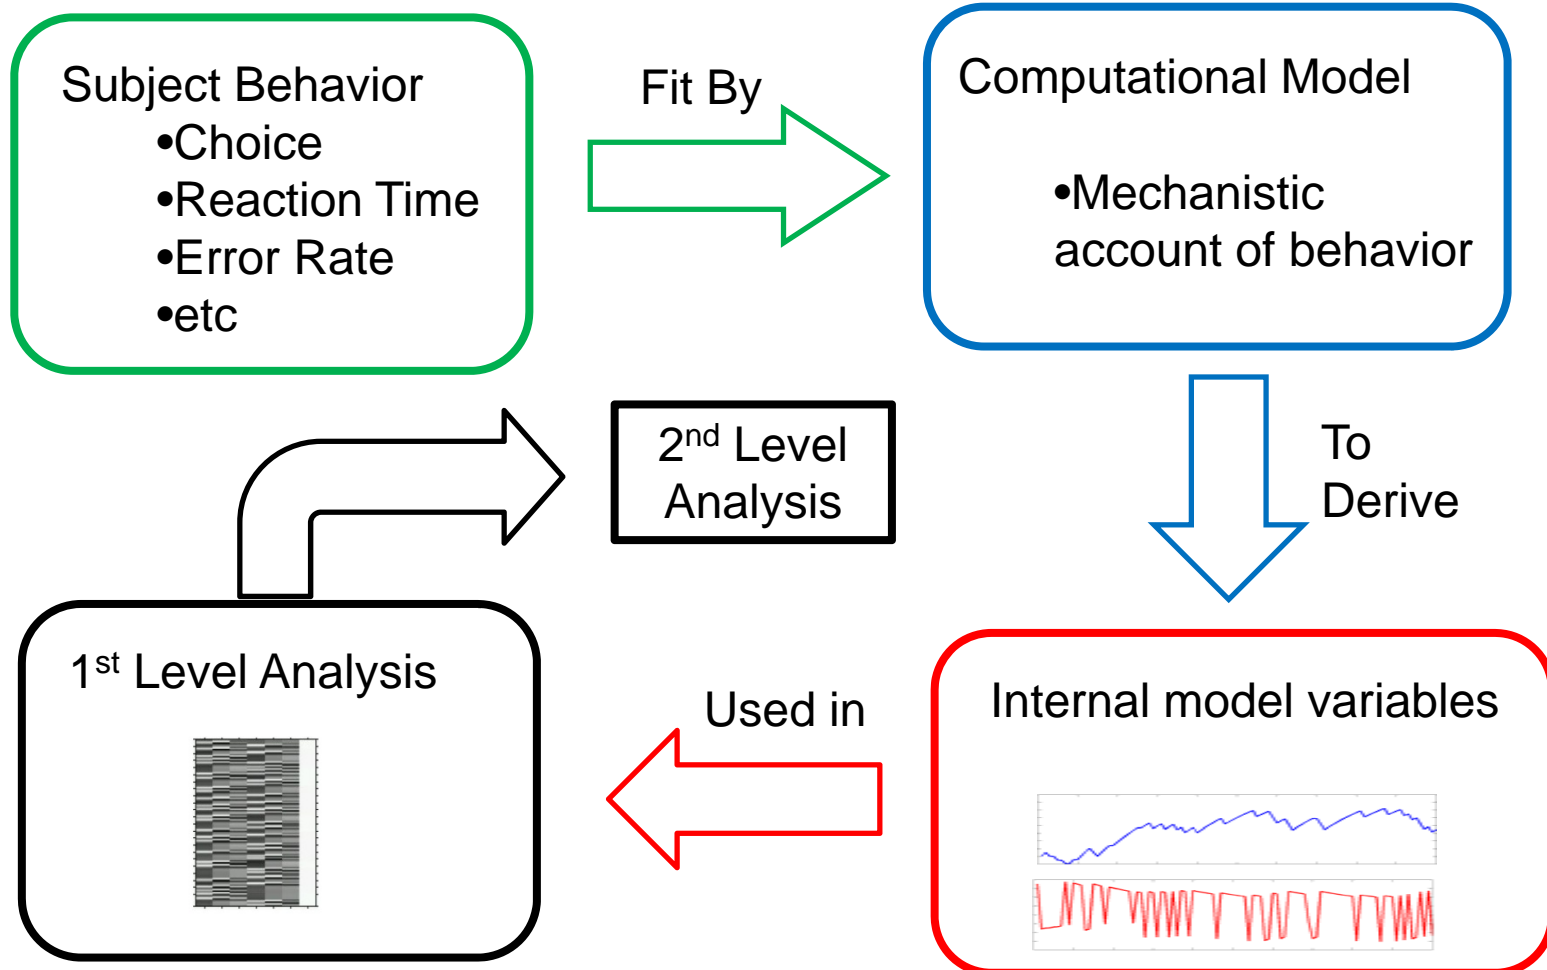 Subject Behavior
•Choice
•Reaction Time
•Error Rate
•etc
Fit By
Computational Model
•Mechanistic
account of behavior
To
Derive
Internal model variables
Used in
1st Level Analysis
2nd Level
Analysis